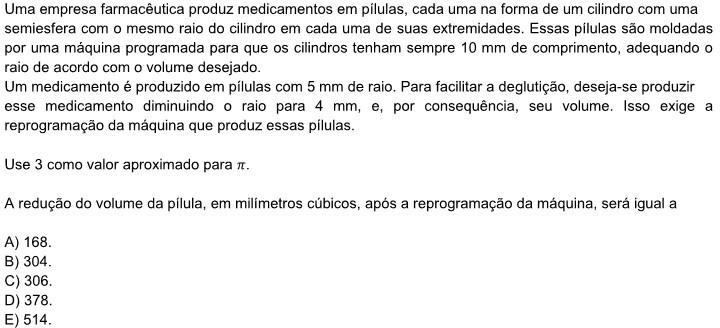 Uma empresa farmacêutica produz medicamentos em pílulas, cada uma na forma de um cilindro com uma
semiesfera com o mesmo raio do cilindro em cada uma de suas extremidades. Essas pílulas são moldadas
por uma máquina programada para que os cilindros tenham sempre 10 mm de comprimento, adequando o
raio de acordo com o volume desejado.
Um medicamento é produzido em pílulas com 5 mm de raio. Para facilitar a deglutição, deseja-se produzir
esse medicamento diminuindo o raio para 4 mm, e, por consequência, seu volume. Isso exige a
reprogramação da máquina que produz essas pílulas.
Use 3 como valor aproximado para π.
A redução do volume da pílula, em milímetros cúbicos, após a reprogramação da máquina, será igual a
A) 168.
B) 304.
C) 306.
D) 378.
E) 514.